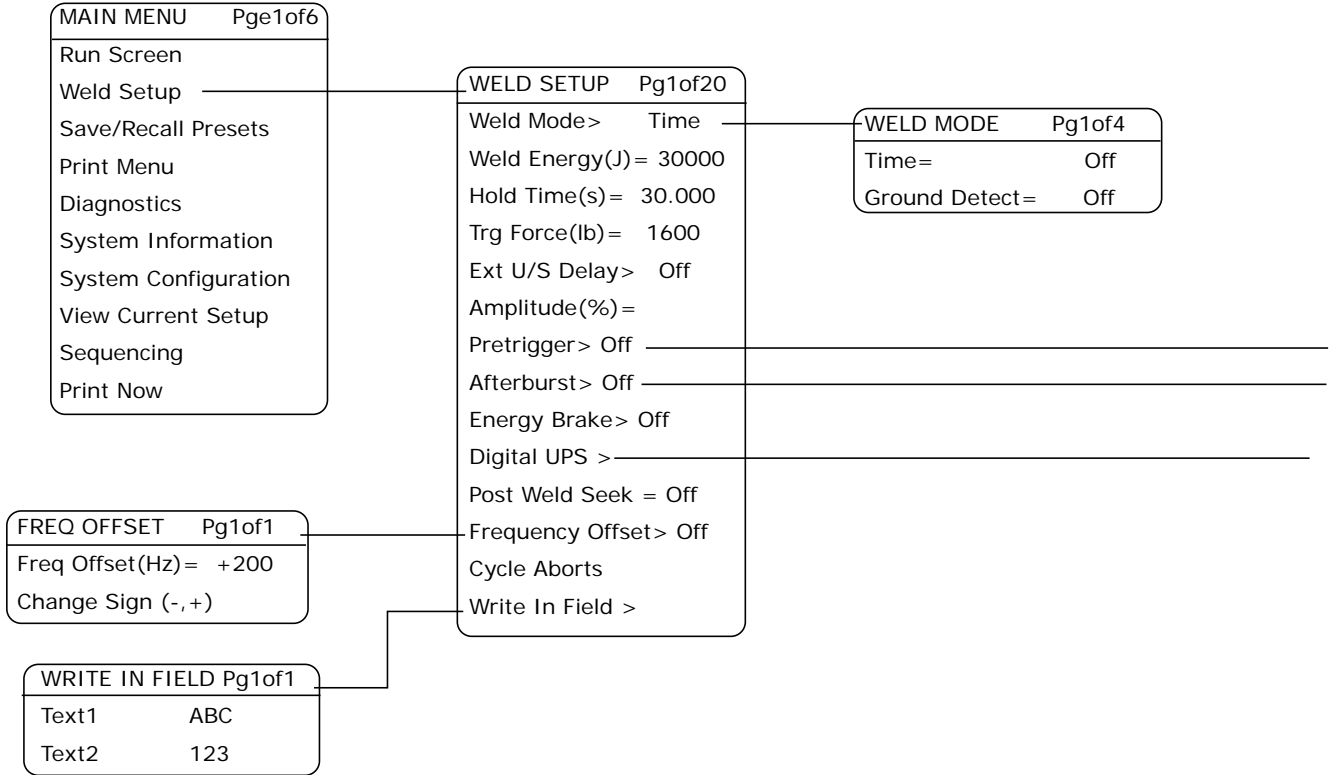 MAIN MENU Pge1of6
Run Screen
Weld Setup
Save/Recall Presets
Print Menu
Diagnostics
System Information
System Configuration
View Current Setup
Sequencing
Print Now
WELD SETUP Pg1of20
Weld Mode> Time
Weld Energy(J)= 30000
Hold Time(s)= 30.000
Trg Force(lb)= 1600
Ext U/S Delay> Off
Amplitude(%)=
Pretrigger> Off
Afterburst> Off
Energy Brake> Off
Digital UPS >
Post Weld Seek = Off
Frequency Offset> Off
Cycle Aborts
Write In Field >
WELD MODE Pg1of4
Time= Off
Ground Detect= Off
FREQ OFFSET Pg1of1
Freq Offset(Hz)= +200
Change Sign (-,+)
WRITE IN FIELD Pg1of1
Text1 ABC
Text2 123